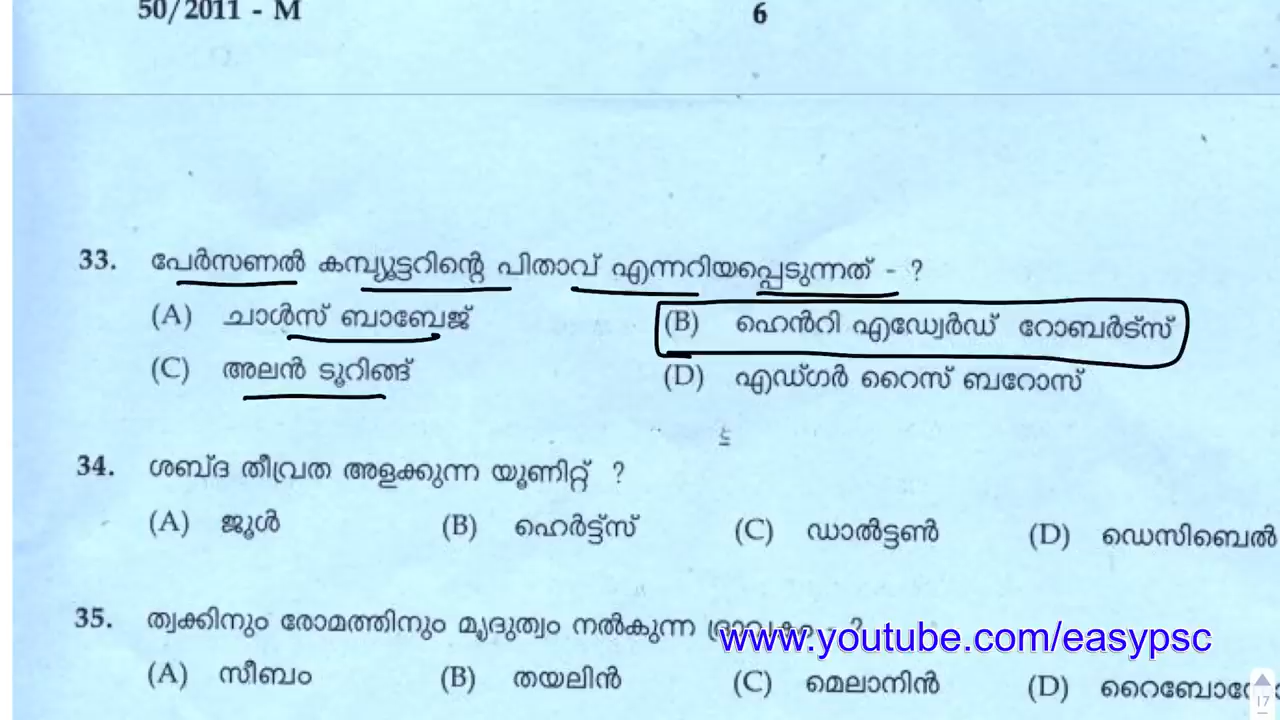 50/2011 - M 6
33. പേർസണൽ കമ്പ്യൂട്ടറിന്റെ പിതാവ് എന്നറിയപ്പെടുന്നത് - ?
(A) ചാൾസ് ബാബേജ് (B) ഹെൻറി എഡ്വേർഡ് റോബർട്സ്
(C) അലൻ ടൂറിങ്ങ് (D) എഡ്ഗർ റൈസ് ബറോസ്
34. ശബ്ദ തീവ്രത അളക്കുന്ന യൂണിറ്റ് ?
(A) ജൂൾ (B) ഹെർട്ട്സ് (C) ഡാൽട്ടൺ (D) ഡെസിബെൽ
35. ത്വക്കിനും രോമത്തിനും മൃദുത്വം നൽകുന്ന
www.youtube.com/easypsc
(A) സീബം (B) തയലിൻ (C) മെലാനിൻ (D)
17